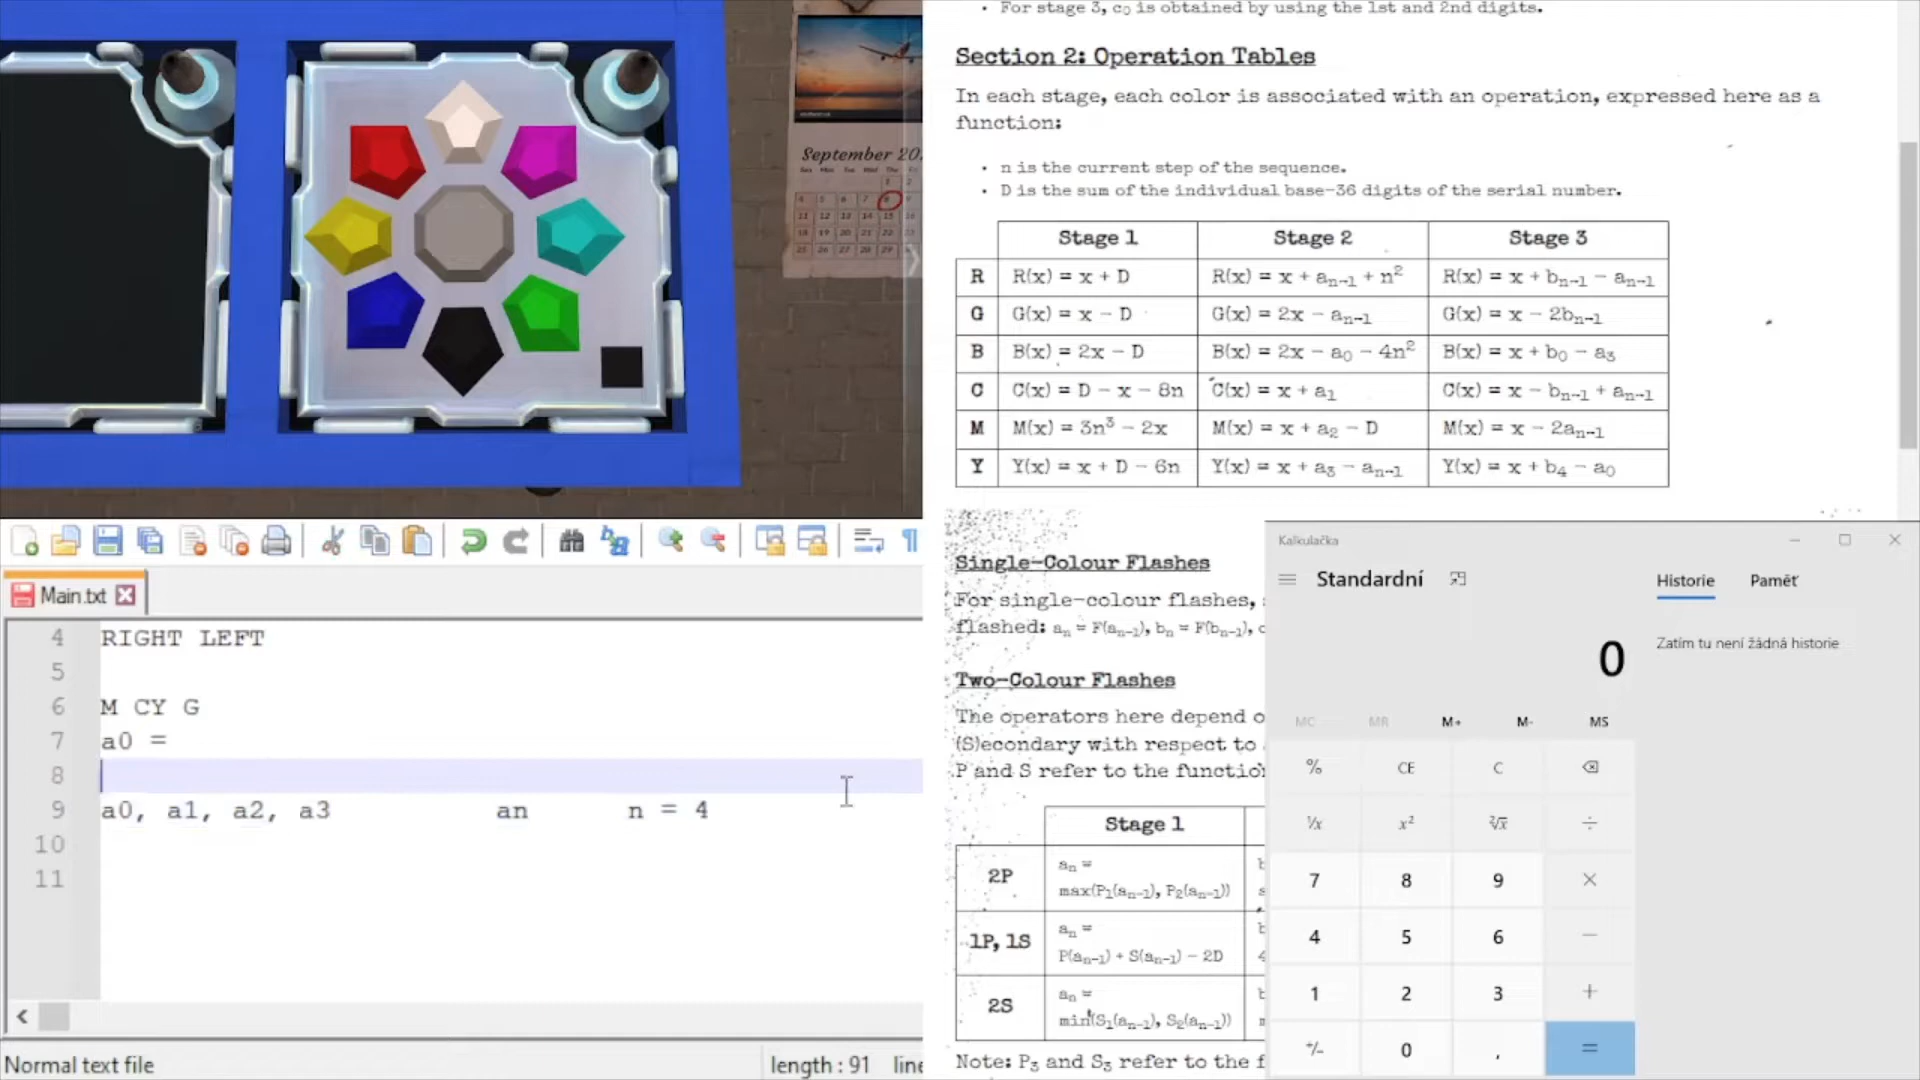 September 20
• For stage 3, c0 is obtained by using the 1st and 2nd digits.
Section 2: Operation Tables
In each stage, each color is associated with an operation, expressed here as a
function:
• n is the current step of the sequence.
• D is the sum of the individual base-36 digits of the serial number.
Stage 1 Stage 2 Stage 3
R R(x) = x + D R(x) = x + an-1 + n² R(x) = x + bn-1 - an-1
G G(x) = x - D G(x) = 2x - an-1 G(x) = x - 2bn-1
B B(x) = 2x - D B(x) = 2x - a0 - 4n² B(x) = x + b0 - a3
C C(x) = D - x - 8n C(x) = x + a1 C(x) = x - bn-1 + an-1
M M(x) = 3n³ - 2x M(x) = x + a2 - D M(x) = x - 2an-1
Y Y(x) = x + D - 6n Y(x) = x + a3 - an-1 Y(x) = x + b4 - a0
Single-Colour Flashes
For single-colour flashes,
flashed: an = F(an-1), bn = F(bn-1), c
Two-Colour Flashes
The operators here depend o
(S)econdary with respect to
P and S refer to the function
Stage 1
2P an =
max(P1(an-1), P2(an-1))
1P, 1S an =
P(an-1) + S(an-1) - 2D
2S an =
min(S1(an-1), S2(an-1))
Note: P3 and S3 refer to the f
Main.txt
4 RIGHT LEFT
5
6 M CY G
7 a0 =
8
9 a0, a1, a2, a3 an n = 4
10
11
Normal text file length : 91 line
Kalkulačka
Standardní
Historie Paměť
Zatím tu není žádná historie
0
MC MR M+ M- MS
% CE C
¹/x x² ²√x ÷
7 8 9 ×
4 5 6 −
1 2 3 +
+/- 0 , =